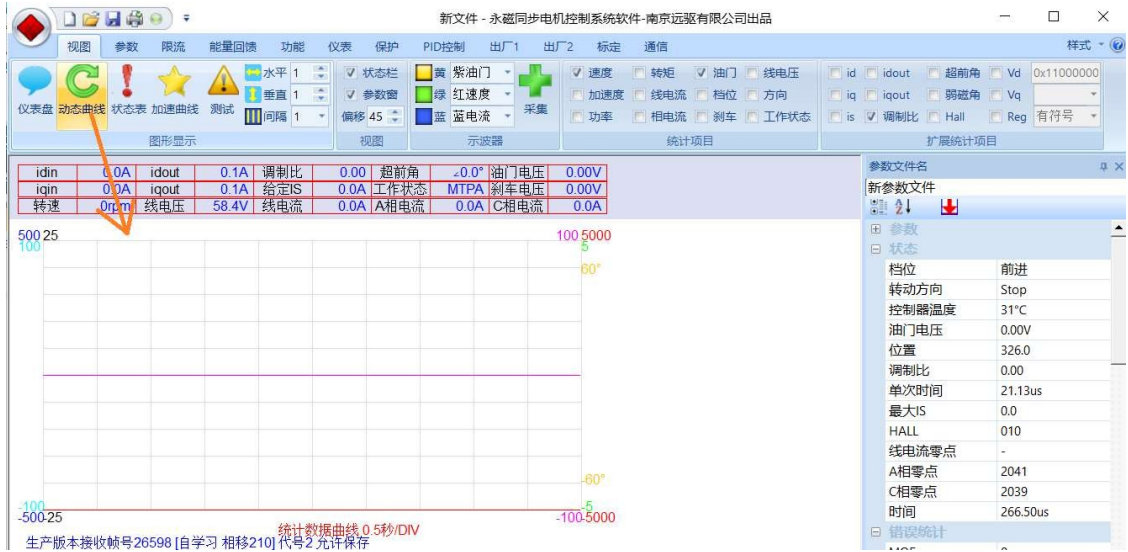 新文件 - 永磁同步电机控制系统软件-南京远驱有限公司出品
视图 参数 限流 能量回馈 功能 仪表 保护 PID控制 出厂1 出厂2 标定 通信 样式
仪表盘 动态曲线 状态表 加速曲线 测试
水平 1
垂直 1
间隔 1
图形显示
状态栏
参数窗
偏移 45
视图
黄 紫油门
绿 红速度
蓝 蓝电流
采集
示波器
速度 转矩 油门 线电压
加速度 线电流 档位 方向
功率 相电流 刹车 工作状态
统计项目
id idout 超前角 Vd 0x11000000
iq iqout 弱磁角 Vq
is 调制比 Hall Reg 有符号
扩展统计项目
idin 0.0A idout 0.1A 调制比 0.00 超前角 ∠0.0° 油门电压 0.00V
iqin 0.0A iqout 0.1A 给定IS 0.0A 工作状态 MTPA 刹车电压 0.00V
转速 0rpm 线电压 58.4V 线电流 0.0A A相电流 0.0A C相电流 0.0A
500 25 100 5000
100 5
60°
-60°
-100 -5
-500-25 -100-5000
统计数据曲线 0.5秒/DIV
生产版本接收帧号26598 [自学习 相移210] 代号2 允许保存
参数文件名
新参数文件
参数
状态
档位 前进
转动方向 Stop
控制器温度 31°C
油门电压 0.00V
位置 326.0
调制比 0.00
单次时间 21.13us
最大IS 0.0
HALL 010
线电流零点 -
A相零点 2041
C相零点 2039
时间 266.50us
错误统计